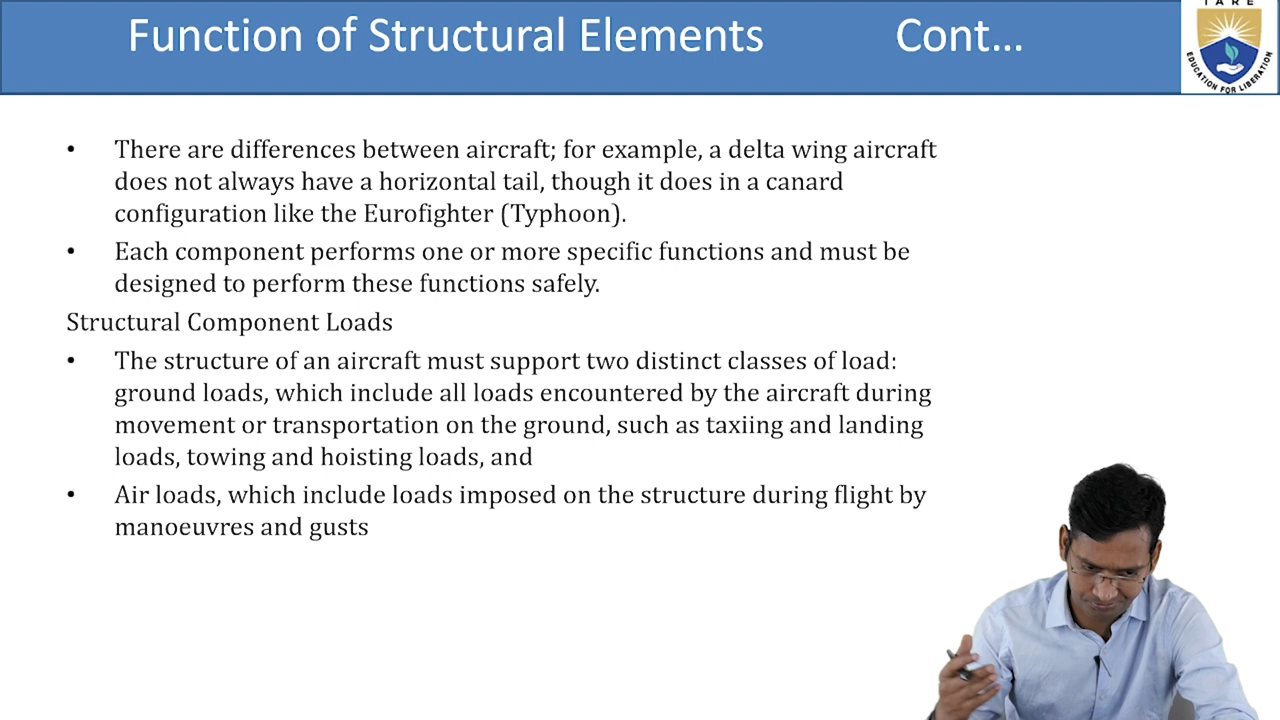 Function of Structural Elements Cont...
TARE
EDUCATION FOR LIBERATION
• There are differences between aircraft; for example, a delta wing aircraft
does not always have a horizontal tail, though it does in a canard
configuration like the Eurofighter (Typhoon).
• Each component performs one or more specific functions and must be
designed to perform these functions safely.
Structural Component Loads
• The structure of an aircraft must support two distinct classes of load:
ground loads, which include all loads encountered by the aircraft during
movement or transportation on the ground, such as taxiing and landing
loads, towing and hoisting loads, and
• Air loads, which include loads imposed on the structure during flight by
manoeuvres and gusts